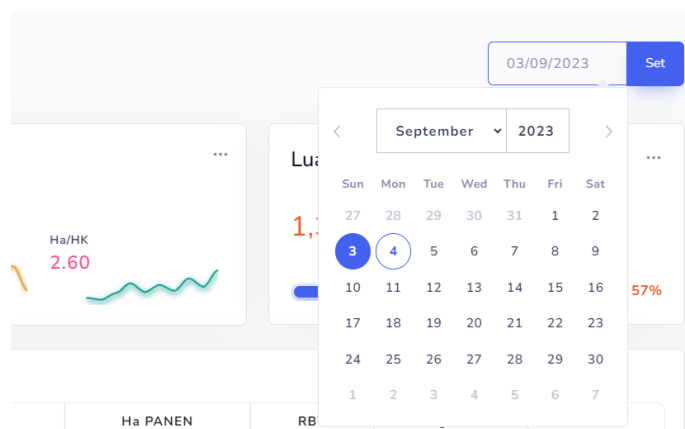 03/09/2023 Set
September 2023
Sun Mon Tue Wed Thu Fri Sat
27 28 29 30 31 1 2
3 4 5 6 7 8 9
10 11 12 13 14 15 16
17 18 19 20 21 22 23
24 25 26 27 28 29 30
1 2 3 4 5 6 7
Ha/HK
2.60
57%
Ha PANEN